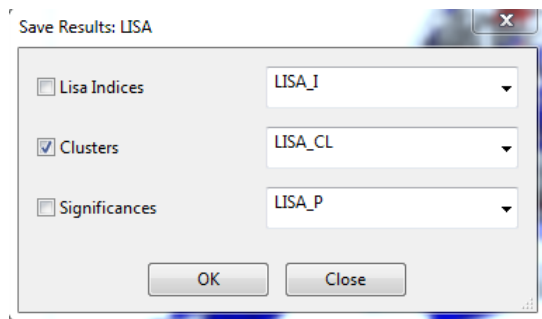 Save Results: LISA
Lisa Indices LISA_I
Clusters LISA_CL
Significances LISA_P
OK Close